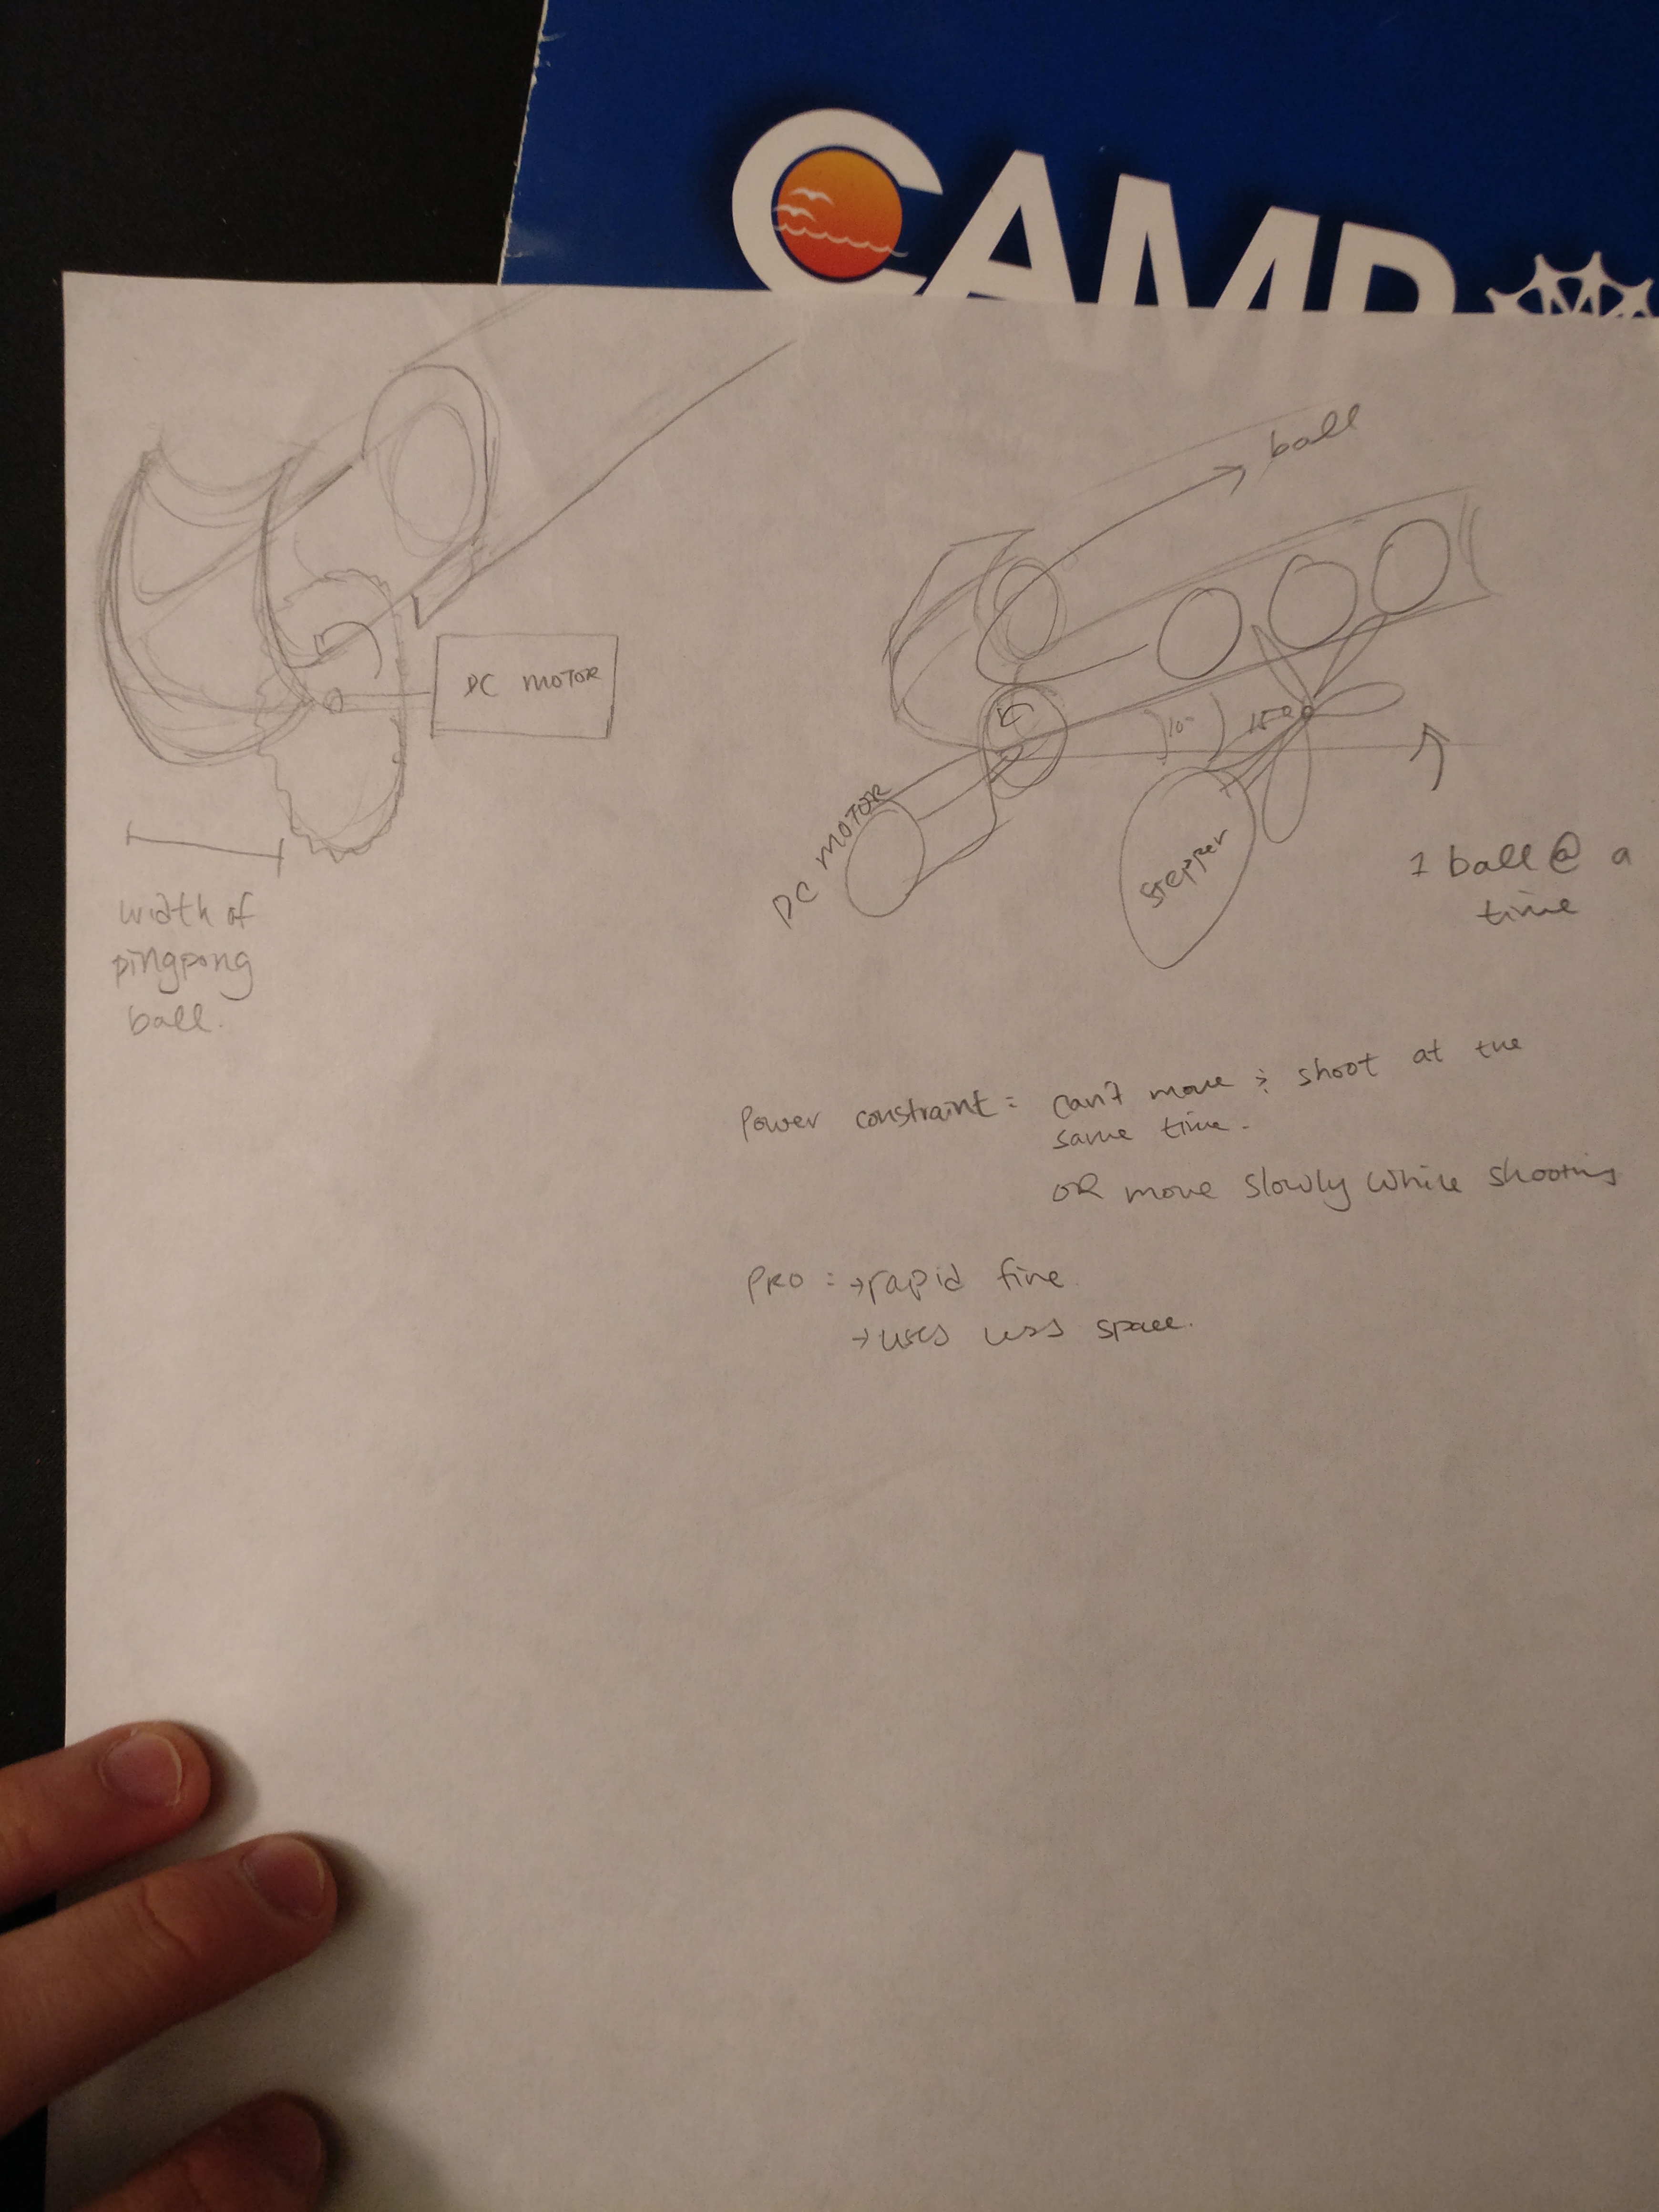 CAMP
ball
DC MOTOR
10°
15°
DC MOTOR
Stepper
1 ball @ a
time
width of
pingpong
ball.
Power constraint: can't move & shoot at the
same time.
OR move slowly while shooting
PRO: → rapid fire.
→ uses less space.